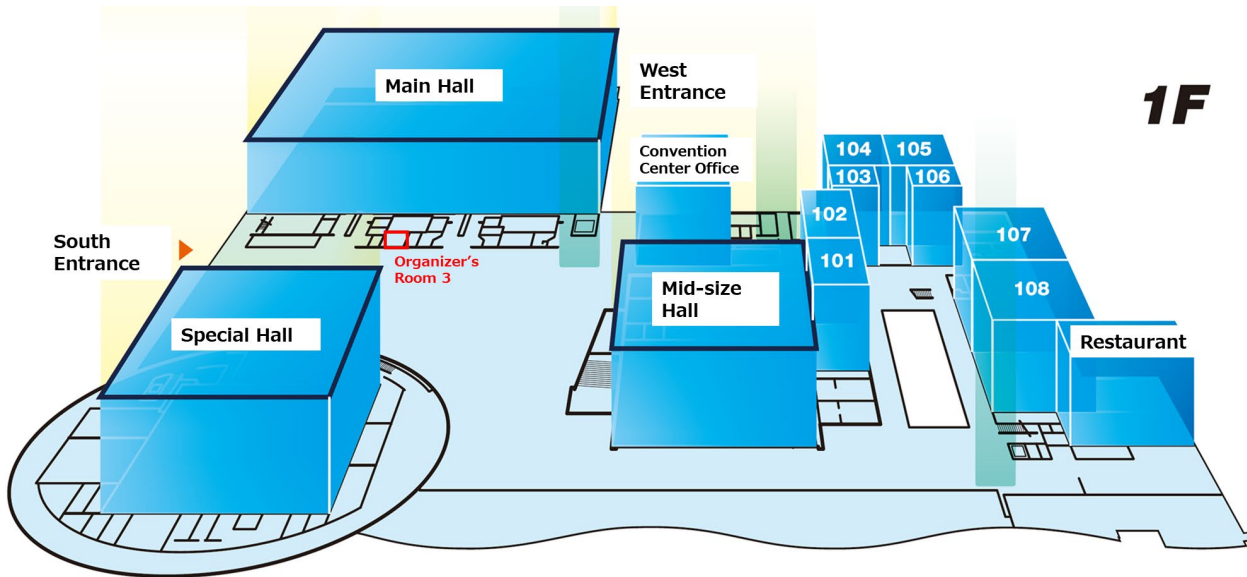 Main Hall
West
Entrance
1F
Convention
Center Office
104
105
103
106
102
107
South
Entrance
101
Organizer's
Room 3
108
Mid-size
Hall
Special Hall
Restaurant